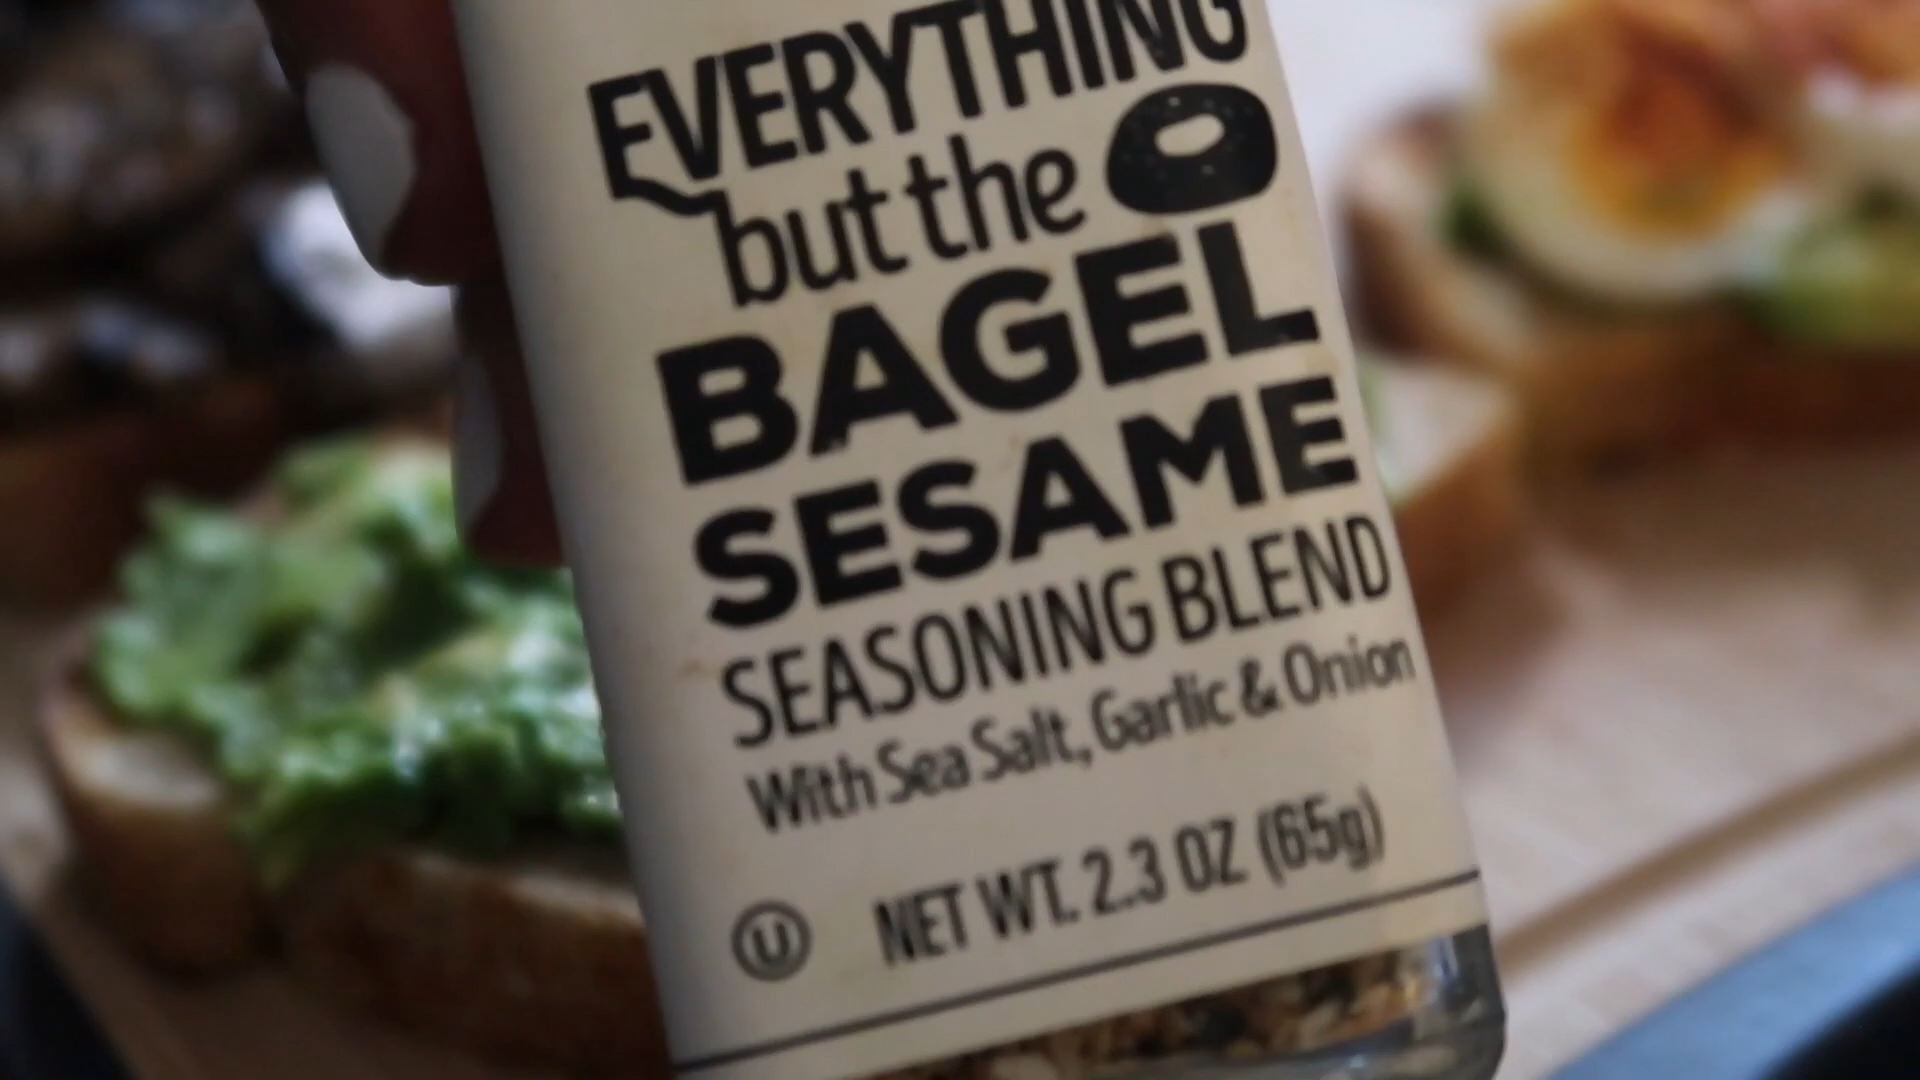 EVERYTHING
but the
BAGEL
SESAME
SEASONING BLEND
With Sea Salt, Garlic & Onion
U NET WT. 2.3 OZ (65g)